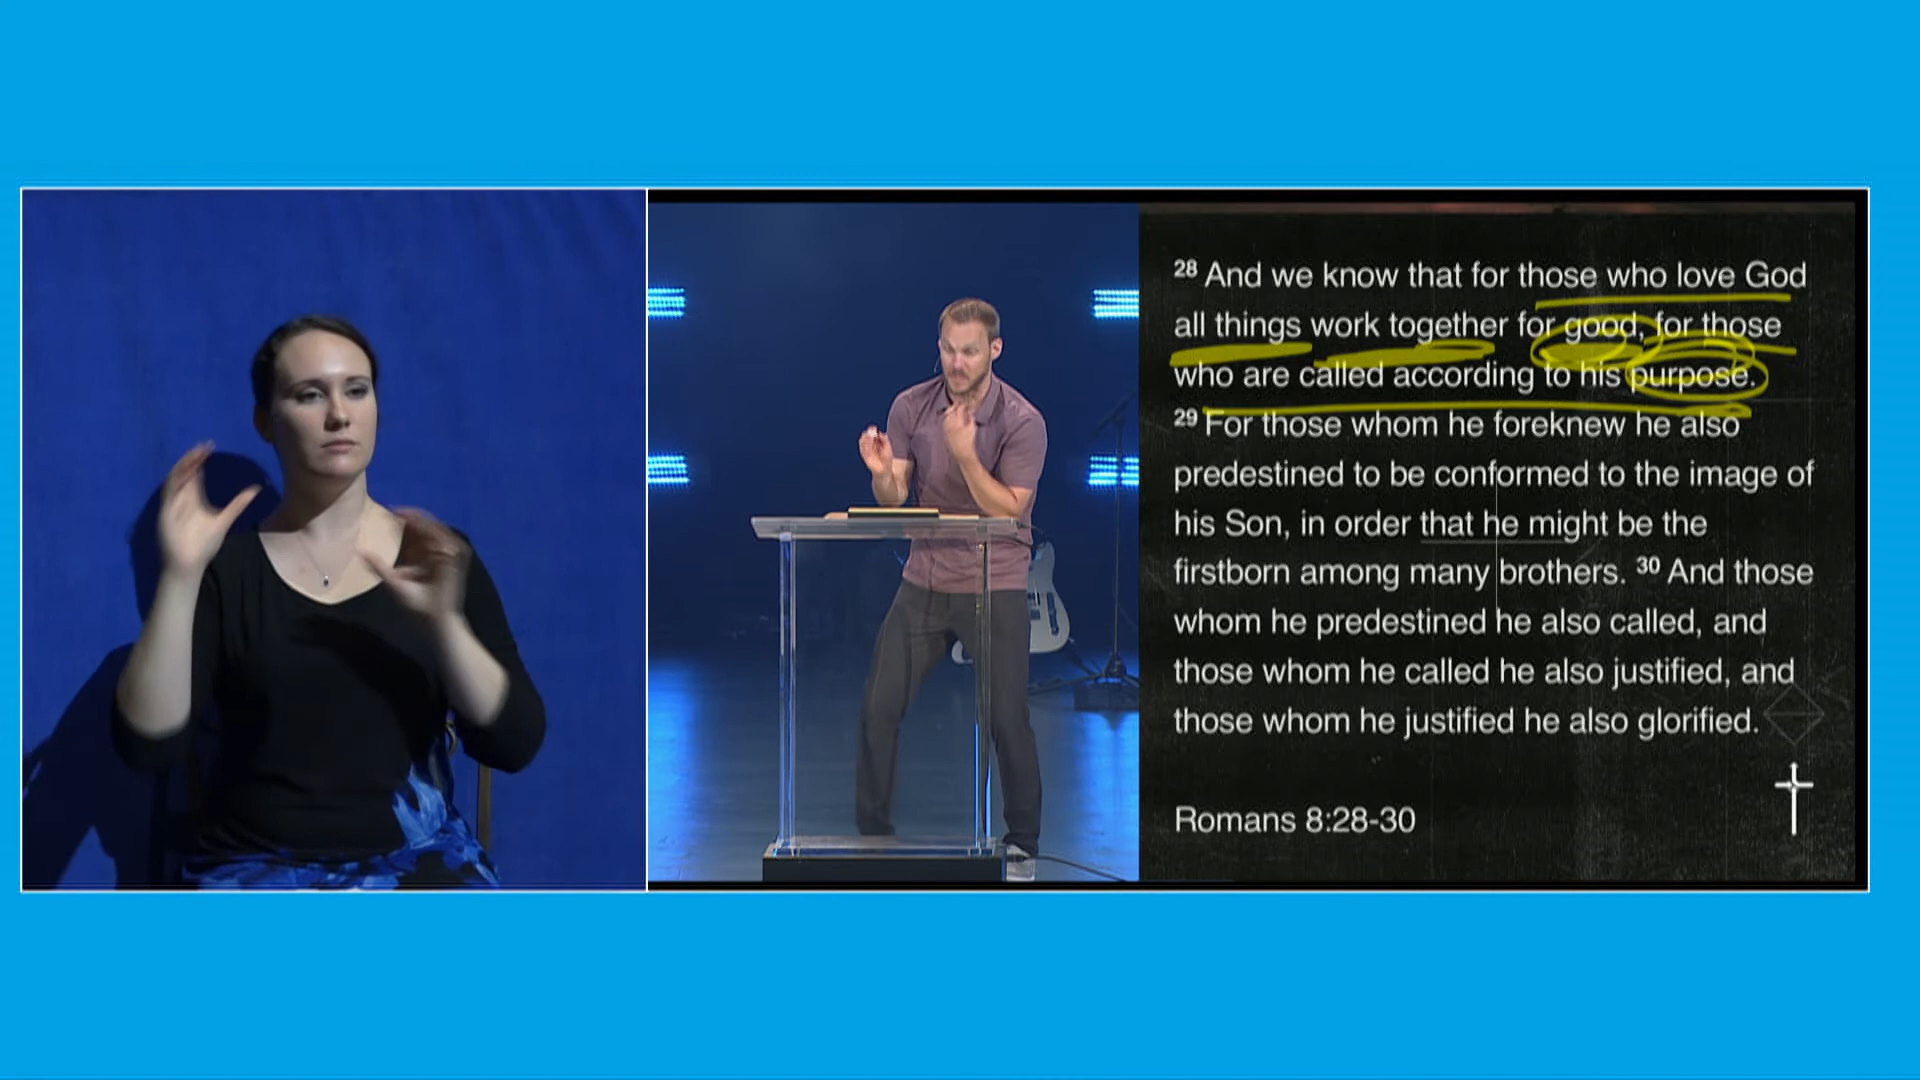 28 And we know that for those who love God
all things work together for good, for those
who are called according to his purpose.
29 For those whom he foreknew he also
predestined to be conformed to the image of
his Son, in order that he might be the
firstborn among many brothers. 30 And those
whom he predestined he also called, and
those whom he called he also justified, and
those whom he justified he also glorified.
Romans 8:28-30